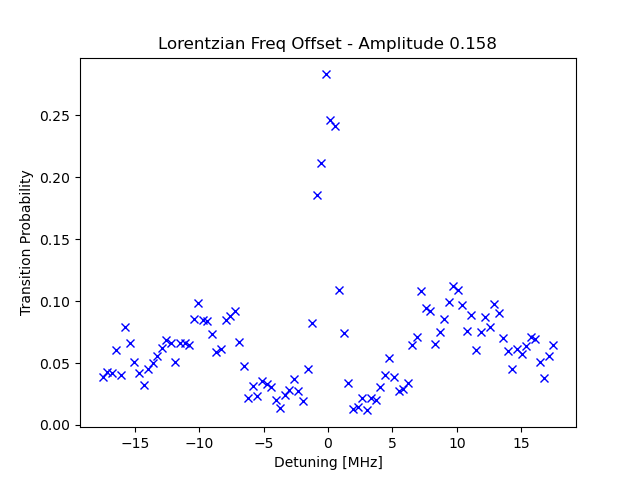 Lorentzian Freq Offset - Amplitude 0.158
Transition Probability
0.25
0.20
0.15
0.10
0.05
0.00
−15 −10 −5 0 5 10 15
Detuning [MHz]